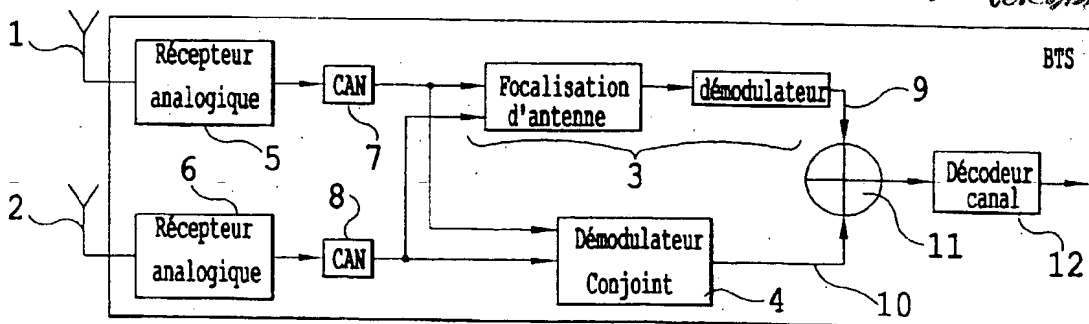 BTS
1
Récepteur
analogique
5
CAN
7
Focalisation
d'antenne
démodulateur
9
3
2
6
Récepteur
analogique
8
CAN
Démodulateur
Conjoint
4
10
11
Décodeur
canal
12